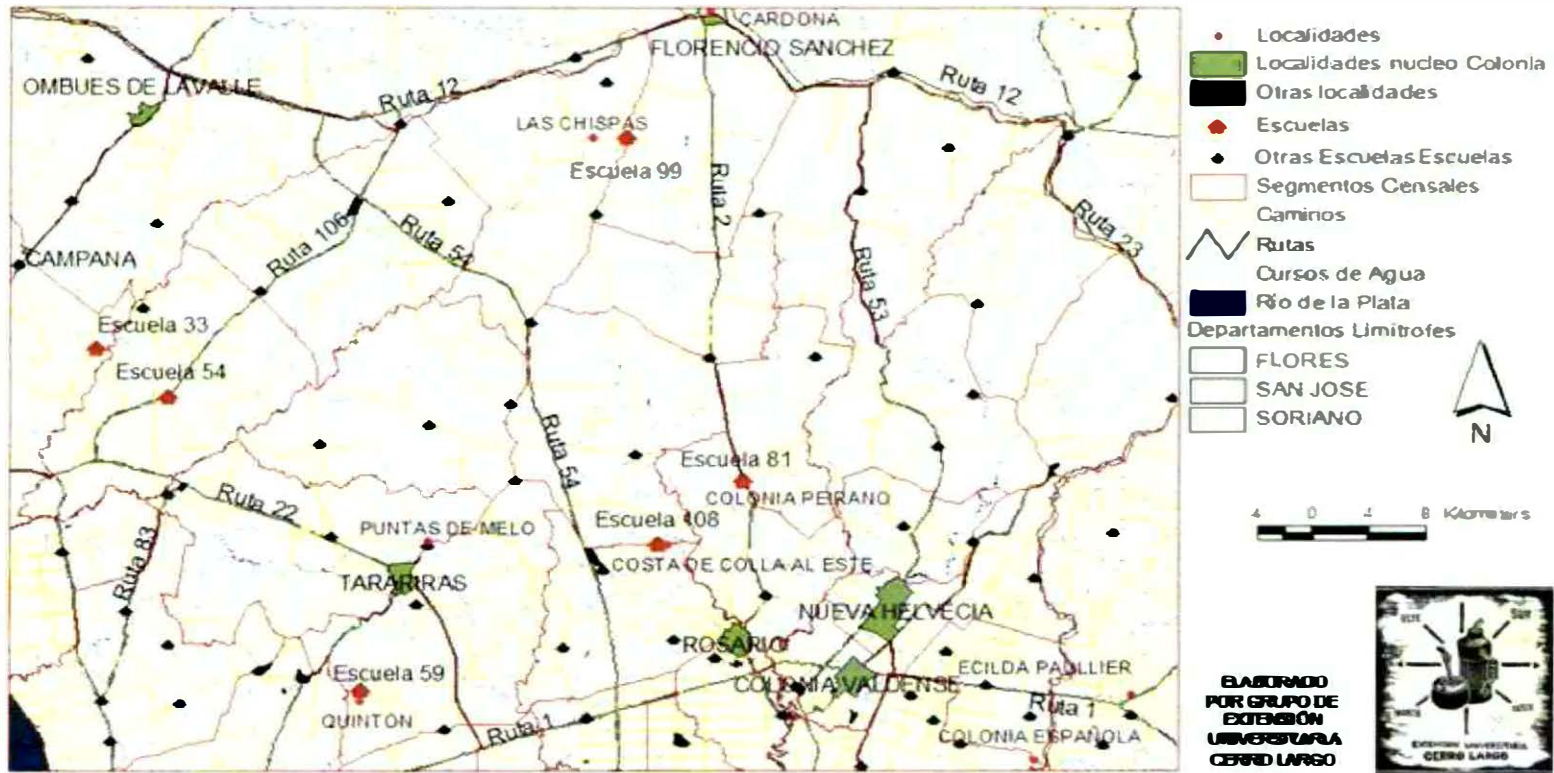 CARDONA
FLORENCIO SANCHEZ
OMBUES DE LAVALLE
Ruta 12
Ruta 12
LAS CHISPAS
Escuela 99
Ruta 2
Ruta 106
Ruta 54
Ruta 23
CAMPANA
Ruta 53
Escuela 33
Escuela 54
Ruta 54
Escuela 81
COLONIA PEIRANO
Ruta 22
PUNTAS DE MELO
Escuela 108
Ruta 83
TARARIRAS
COSTA DE COLLA AL ESTE
NUEVA HELVECIA
ROSARIO
Escuela 59
COLONIA VALDENSE
ECILDA PAULLIER
QUINTON
Ruta 1
Ruta 1
COLONIA ESPAÑOLA
Localidades
Localidades nucleo Colonia
Otras localidades
Escuelas
Otras Escuelas Escuelas
Segmentos Censales
Caminos
Rutas
Cursos de Agua
Río de la Plata
Departamentos Limitrofes
FLORES
SAN JOSE
SORIANO
N
4 0 4 8 Kilometers
ELABORADO
POR GRUPO DE
EXTENSIÓN
UNIVERSITARIA
CERRO LARGO
EXTENSION UNIVERSITARIA
CERRO LARGO